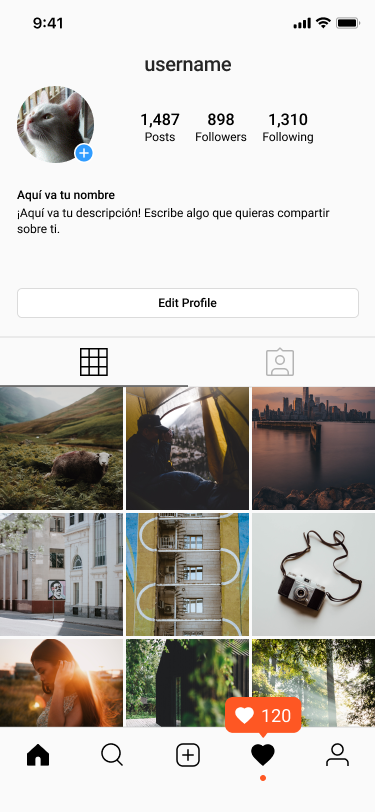 9:41
username
1,487 898 1,310
Posts Followers Following
Aquí va tu nombre
¡Aquí va tu descripción! Escribe algo que quieras compartir
sobre ti.
Edit Profile
120